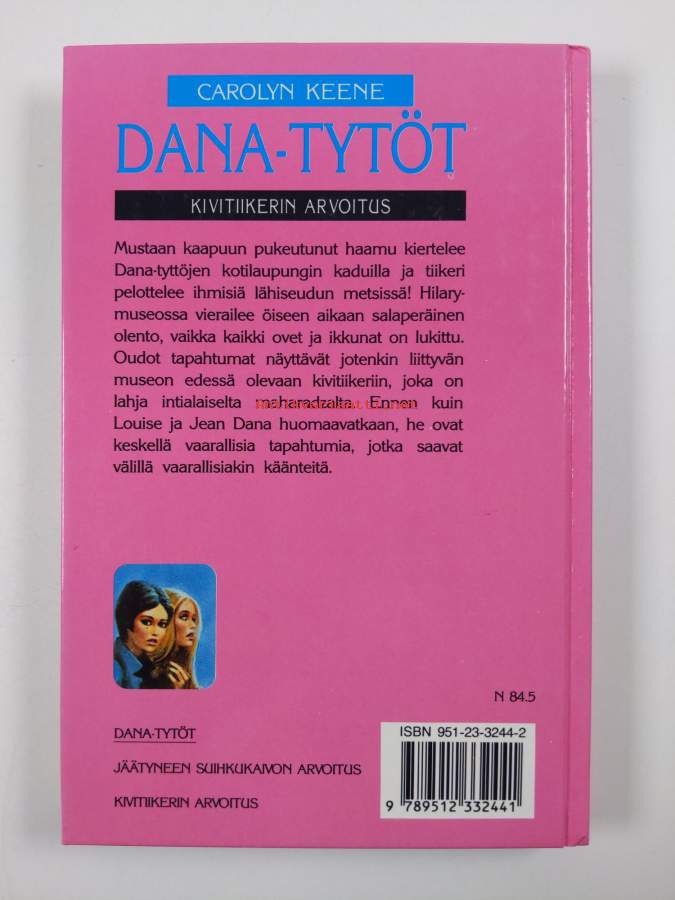 CAROLYN KEENE
DANA-TYTÖT
KIVITIIKERIN ARVOITUS
Mustaan kaapuun pukeutunut haamu kiertelee
Dana-tyttöjen kotilaupungin kaduilla ja tiikeri
pelottelee ihmisiä lähiseudun metsissä! Hilary-
museossa vierailee öiseen aikaan salaperäinen
olento, vaikka kaikki ovet ja ikkunat on lukittu.
Oudot tapahtumat näyttävät jotenkin liittyvän
museon edessä olevaan kivitiikeriin, joka on
lahja intialaiselta maharadzalta. Ennen kuin
Louise ja Jean Dana huomaavatkaan, he ovat
keskellä vaarallisia tapahtumia, jotka saavat
välillä vaarallisiakin käänteitä.
N 84.5
ISBN 951-23-3244-2
9 789512 332441
DANA-TYTÖT
JÄÄTYNEEN SUIHKUKAIVON ARVOITUS
KIVITIIKERIN ARVOITUS